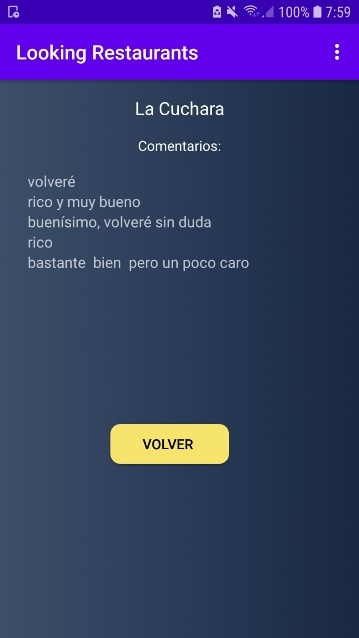 100% 7:59
Looking Restaurants
La Cuchara
Comentarios:
volveré
rico y muy bueno
buenísimo, volveré sin duda
rico
bastante  bien  pero un poco caro
VOLVER